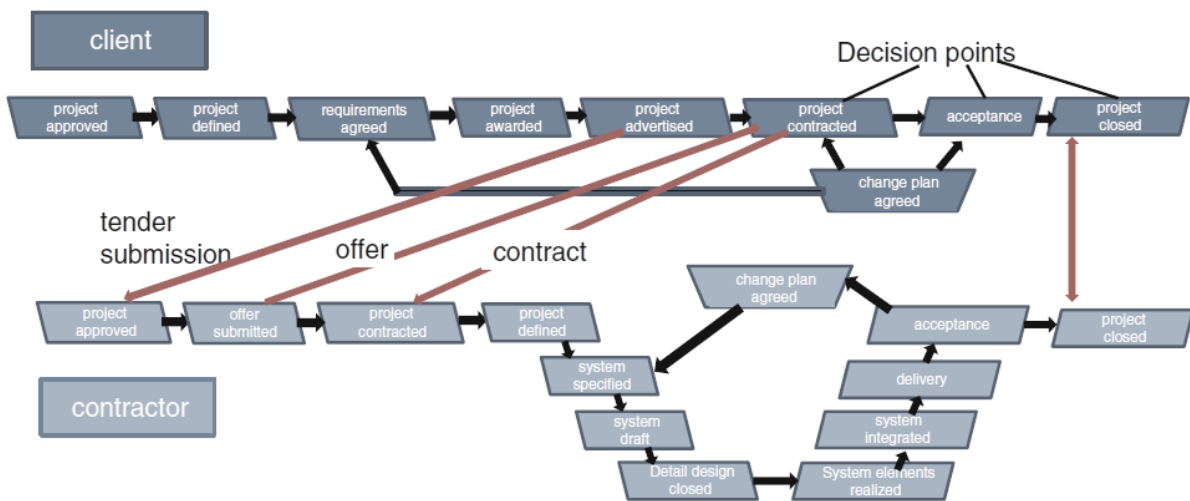 client
Decision points
project
approved
project
defined
requirements
agreed
project
awarded
project
advertised
project
contracted
acceptance
project
closed
change plan
agreed
tender
submission
offer
contract
change plan
agreed
project
approved
offer
submitted
project
contracted
project
defined
acceptance
project
closed
system
specified
delivery
contractor
system
draft
system
integrated
Detail design
closed
System elements
realized